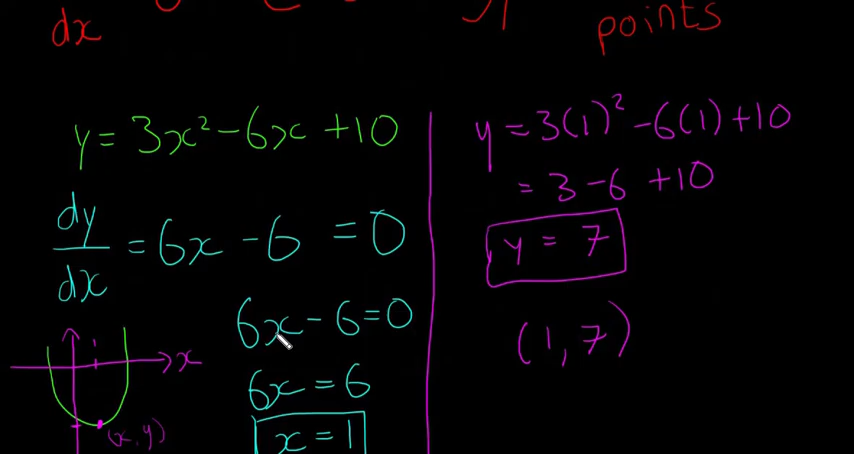 dx
points
y = 3x² - 6x + 10
dy
dx
= 6x - 6 = 0
6x - 6 = 0
6x = 6
x = 1
x
1
(x, y)
y = 3(1)² - 6(1) + 10
= 3 - 6 + 10
y = 7
(1, 7)